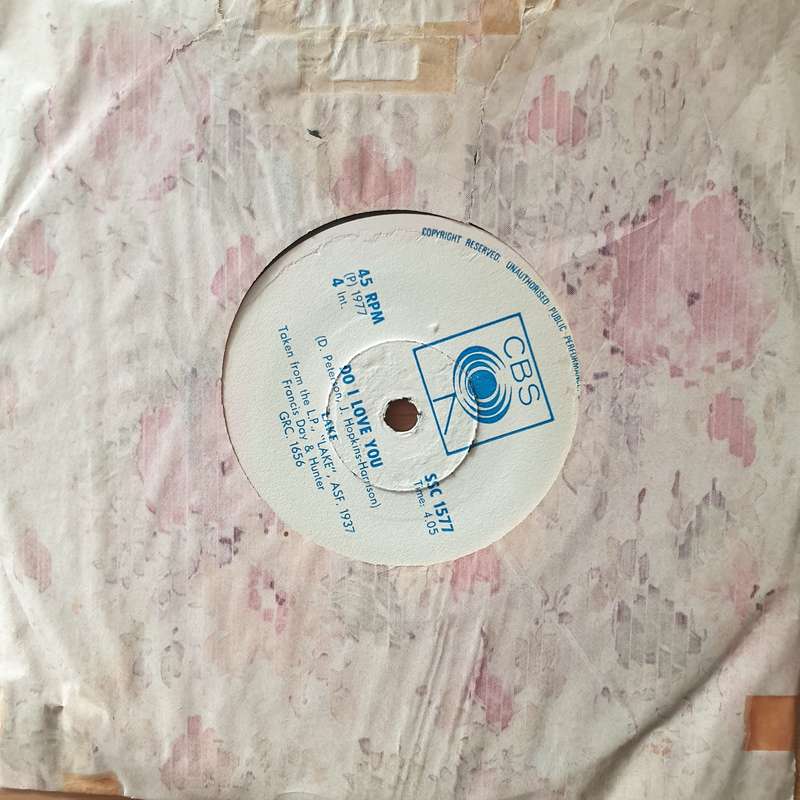 COPYRIGHT RESERVED. UNAUTHORISED PUBLIC PERFORMANCE,
CBS
45 RPM
(P) 1977
4 Int.
SSC 1577
Time: 4.05
DO I LOVE YOU
(D. Peterson, J. Hopkins-Harrison)
LAKE
Taken from the L.P., "LAKE", ASF. 1937
Francis Day & Hunter
GRC. 1656